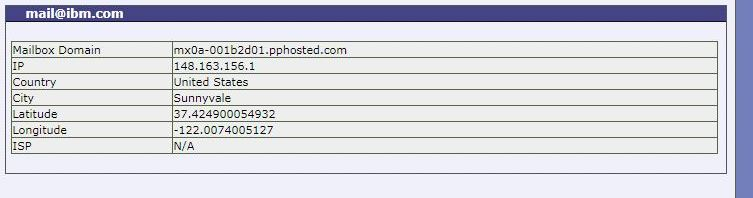 mail@ibm.com
Mailbox Domain mx0a-001b2d01.pphosted.com
IP 148.163.156.1
Country United States
City Sunnyvale
Latitude 37.424900054932
Longitude -122.0074005127
ISP N/A